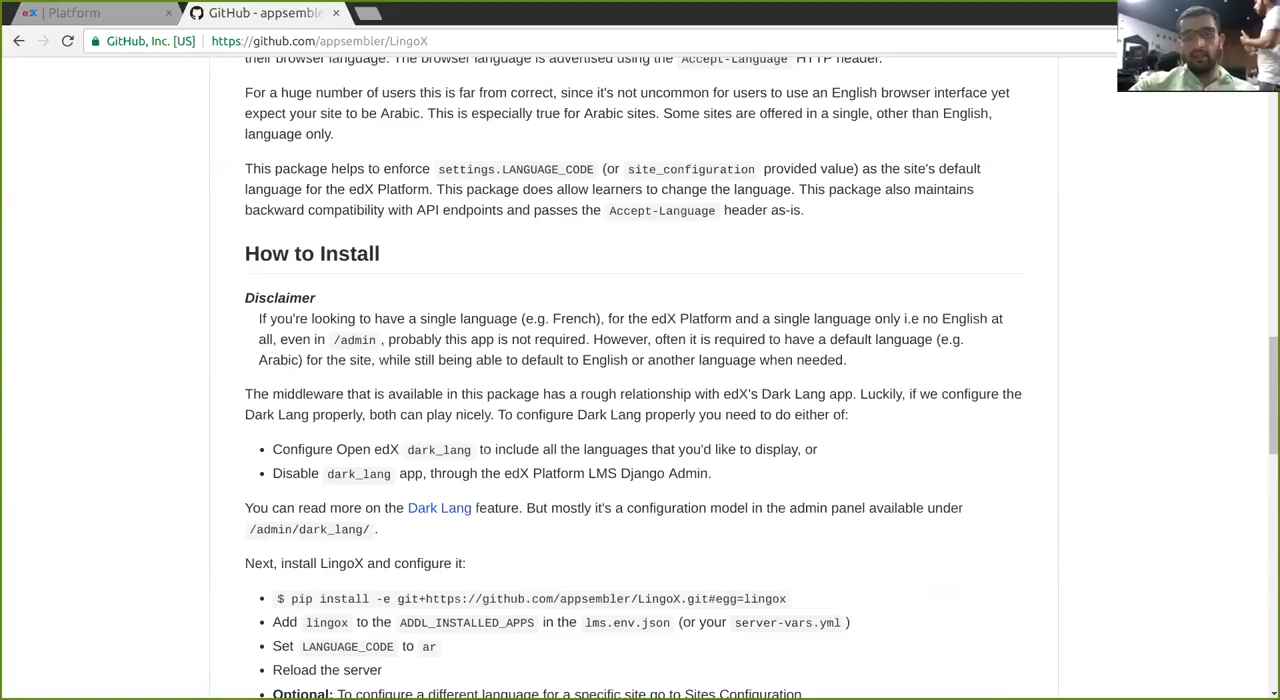 eX | Platform ×
GitHub - appsemble ×
GitHub, Inc. [US] | https://github.com/appsembler/LingoX
their browser language. The browser language is advertised using the Accept-Language HTTP header.
For a huge number of users this is far from correct, since it's not uncommon for users to use an English browser interface yet
expect your site to be Arabic. This is especially true for Arabic sites. Some sites are offered in a single, other than English,
language only.
This package helps to enforce settings.LANGUAGE_CODE (or site_configuration provided value) as the site's default
language for the edX Platform. This package does allow learners to change the language. This package also maintains
backward compatibility with API endpoints and passes the Accept-Language header as-is.
How to Install
Disclaimer
If you're looking to have a single language (e.g. French), for the edX Platform and a single language only i.e no English at
all, even in /admin , probably this app is not required. However, often it is required to have a default language (e.g.
Arabic) for the site, while still being able to default to English or another language when needed.
The middleware that is available in this package has a rough relationship with edX's Dark Lang app. Luckily, if we configure the
Dark Lang properly, both can play nicely. To configure Dark Lang properly you need to do either of:
• Configure Open edX dark_lang to include all the languages that you'd like to display, or
• Disable dark_lang app, through the edX Platform LMS Django Admin.
You can read more on the Dark Lang feature. But mostly it's a configuration model in the admin panel available under
/admin/dark_lang/ .
Next, install LingoX and configure it:
• $ pip install -e git+https://github.com/appsembler/LingoX.git#egg=lingox
• Add lingox to the ADDL_INSTALLED_APPS in the lms.env.json (or your server-vars.yml )
• Set LANGUAGE_CODE to ar
• Reload the server
• Optional: To configure a different language for a specific site go to Sites Configuration